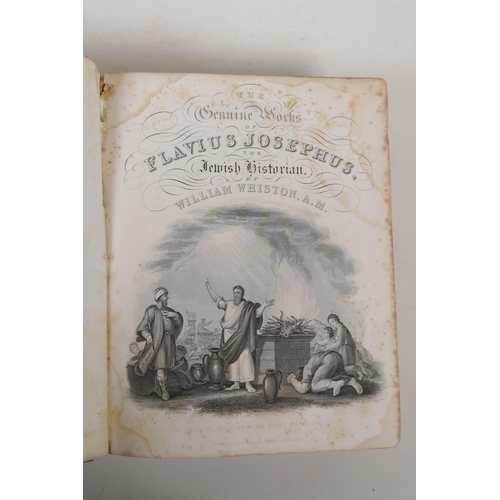 THE
Genuine Works
OF
FLAVIUS JOSEPHUS,
THE
Jewish Historian.
BY
WILLIAM WHISTON, A.M.